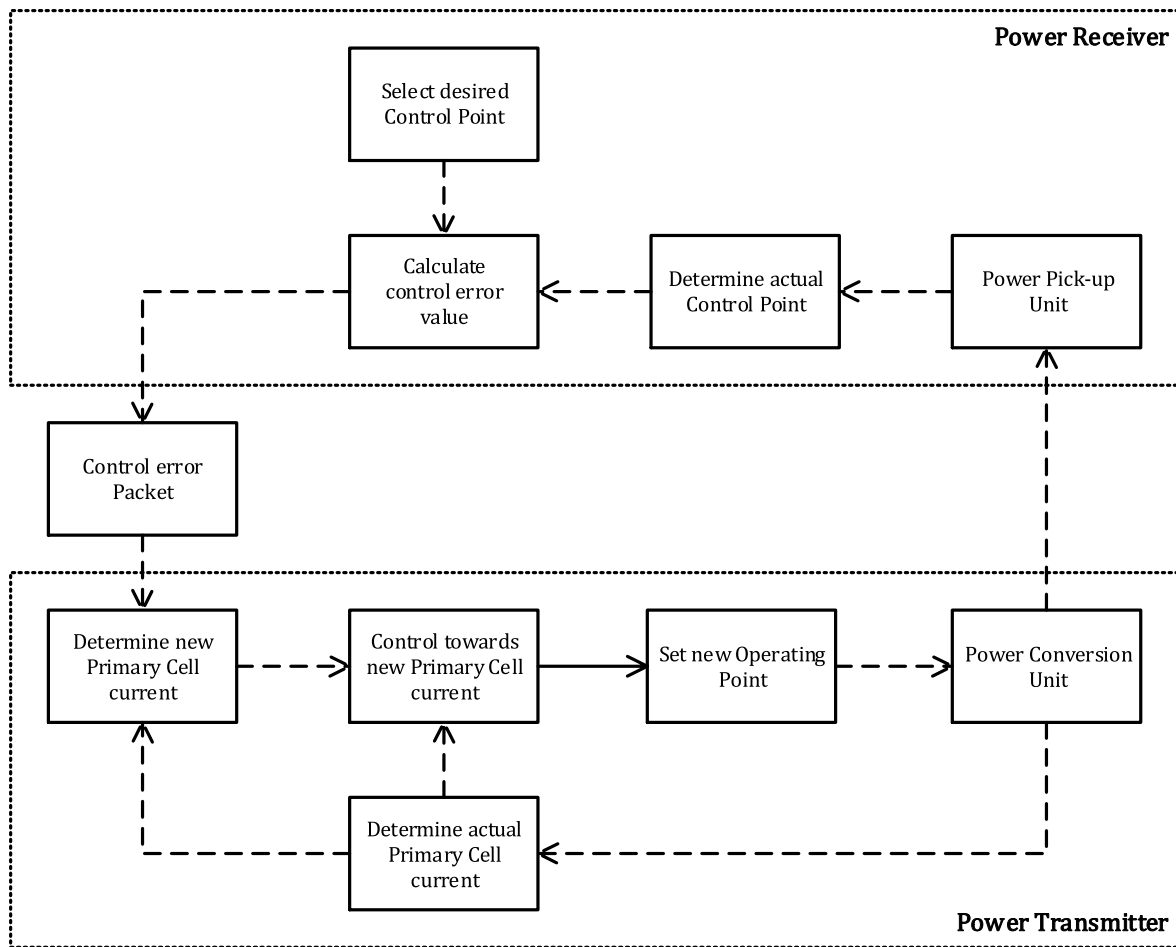 Power Receiver
Select desired
Control Point
Calculate
control error
value
Determine actual
Control Point
Power Pick-up
Unit
Control error
Packet
Determine new
Primary Cell
current
Control towards
new Primary Cell
current
Set new Operating
Point
Power Conversion
Unit
Determine actual
Primary Cell
current
Power Transmitter